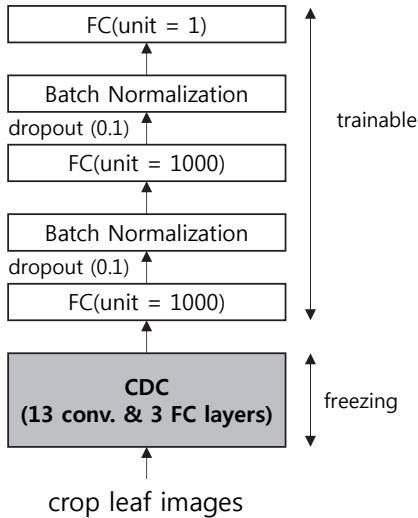 FC(unit = 1)
Batch Normalization
dropout (0.1)
trainable
FC(unit = 1000)
Batch Normalization
dropout (0.1)
FC(unit = 1000)
CDC
(13 conv. & 3 FC layers)
freezing
crop leaf images